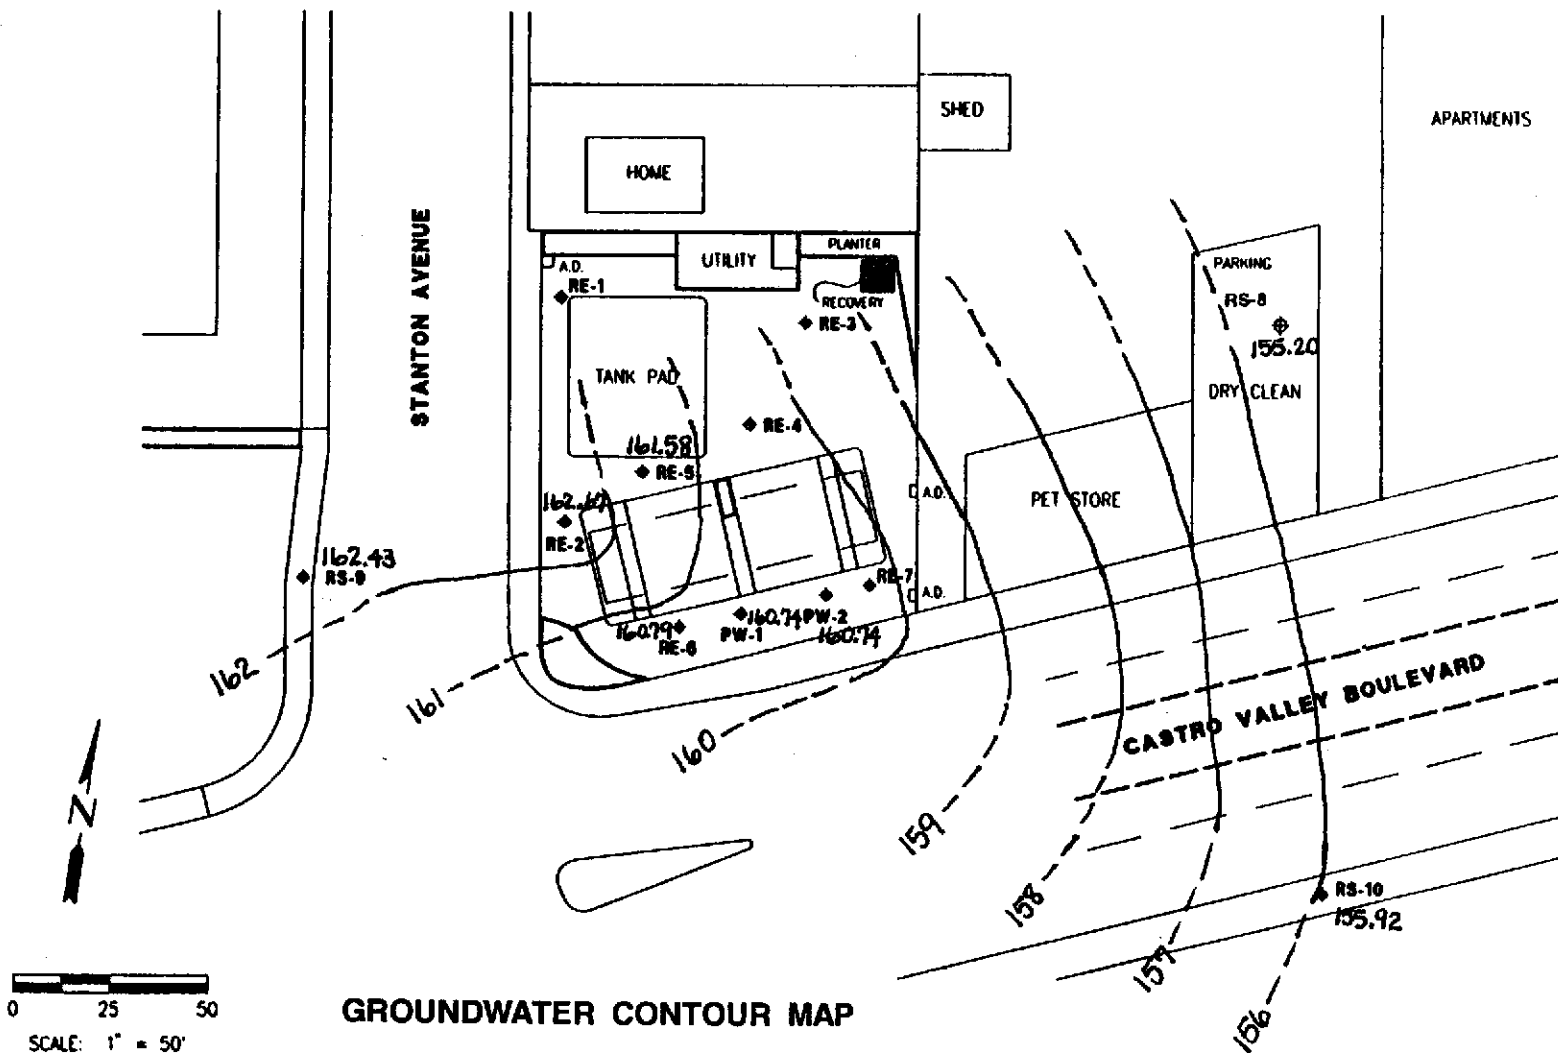 SHED
APARTMENTS
HOME
STANTON AVENUE
PLANTER
UTILITY
A.D.
RE-1
PARKING
RS-8
RECOVERY
RE-3
155.20
TANK PAD
DRY CLEAN
RE-4
161.58
RE-5
A.D.
PET STORE
RE-2
162.43
RS-9
RE-7
A.D.
160.79
RE-6
160.74
PW-1
PW-2
160.74
162
161
160
CASTRO VALLEY BOULEVARD
N
159
158
157
156
RS-10
155.92
0 25 50
SCALE: 1" = 50'
GROUNDWATER CONTOUR MAP